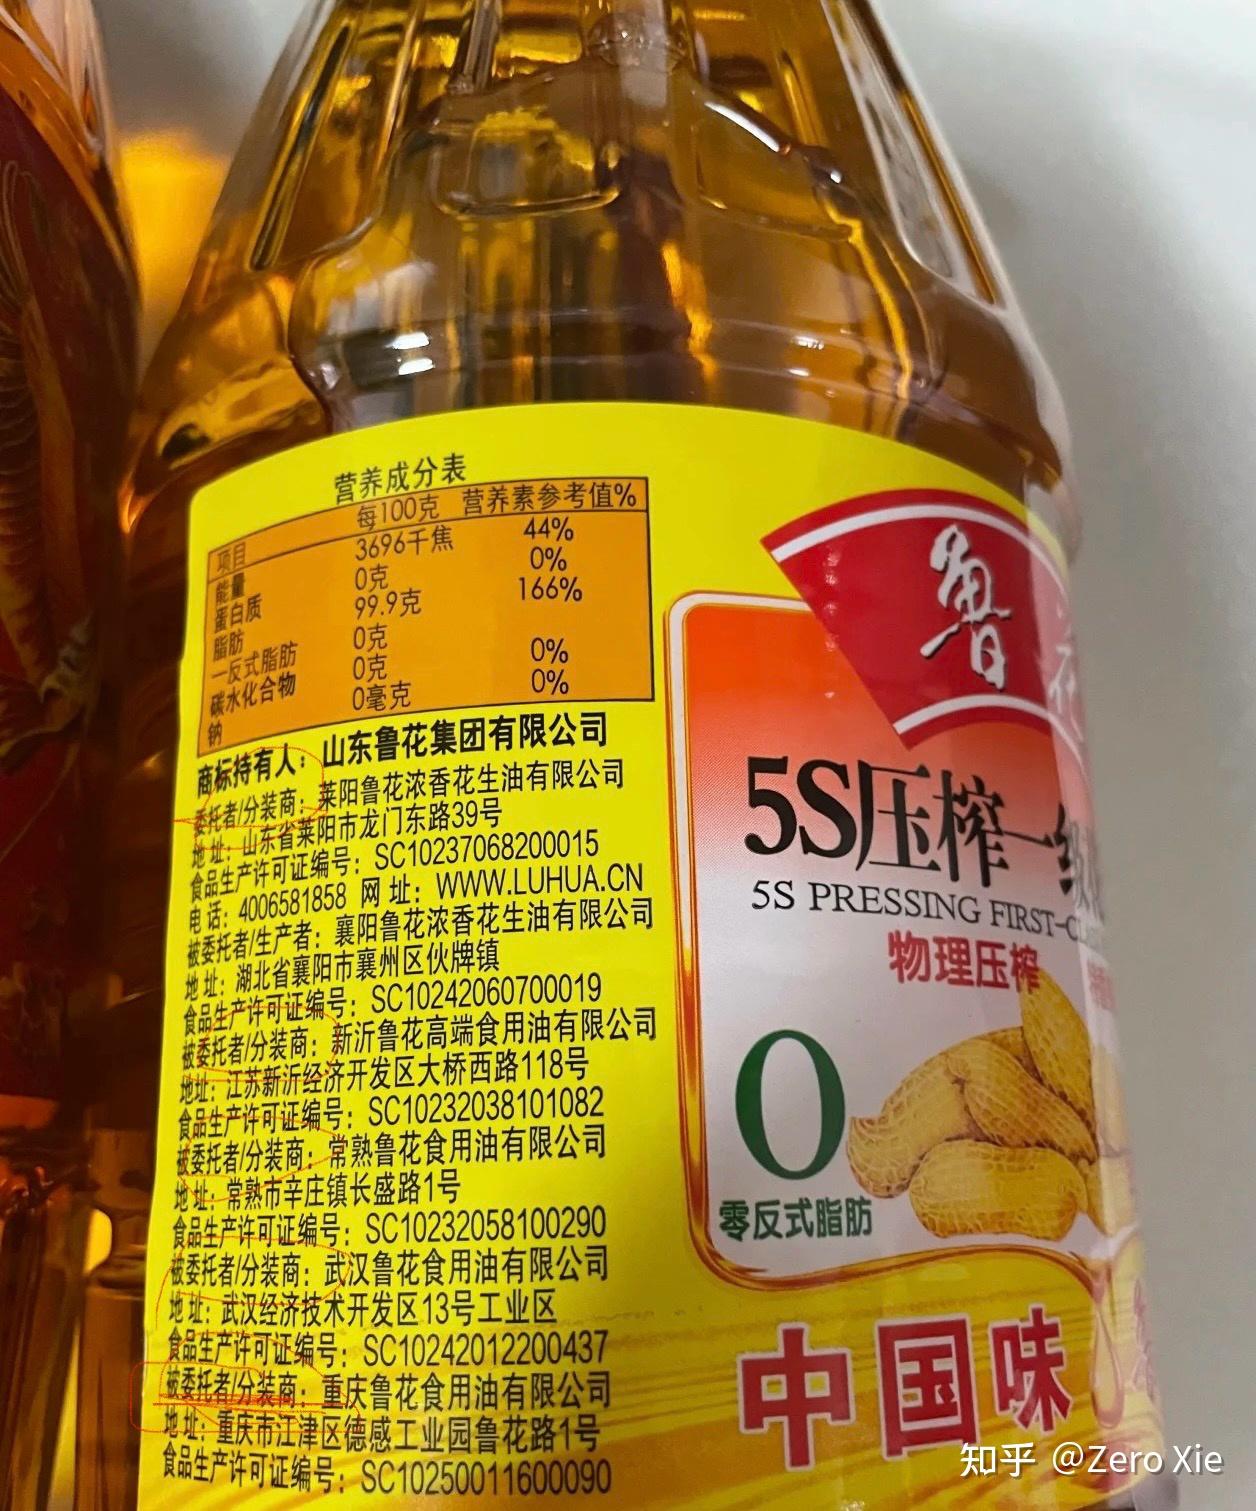 营养成分表
项目 每100克 营养素参考值%
能量 3696千焦 44%
蛋白质 0克 0%
脂肪 99.9克 166%
—反式脂肪 0克
碳水化合物 0克 0%
钠 0毫克 0%
商标持有人：山东鲁花集团有限公司
委托者/分装商：莱阳鲁花浓香花生油有限公司
地址：山东省莱阳市龙门东路39号
食品生产许可证编号：SC10237068200015
电话：4006581858 网址：WWW.LUHUA.CN
被委托者/生产者：襄阳鲁花浓香花生油有限公司
地址：湖北省襄阳市襄州区伙牌镇
食品生产许可证编号：SC10242060700019
被委托者/分装商：新沂鲁花高端食用油有限公司
地址：江苏新沂经济开发区大桥西路118号
食品生产许可证编号：SC10232038101082
被委托者/分装商：常熟鲁花食用油有限公司
地址：常熟市辛庄镇长盛路1号
食品生产许可证编号：SC10232058100290
被委托者/分装商：武汉鲁花食用油有限公司
地址：武汉经济技术开发区13号工业区
食品生产许可证编号：SC10242012200437
被委托者/分装商：重庆鲁花食用油有限公司
地址：重庆市江津区德感工业园鲁花路1号
食品生产许可证编号：SC10250011600090
鲁花
5S压榨一级
5S PRESSING FIRST-C
物理压榨
0
零反式脂肪
中国味
知乎 @Zero Xie